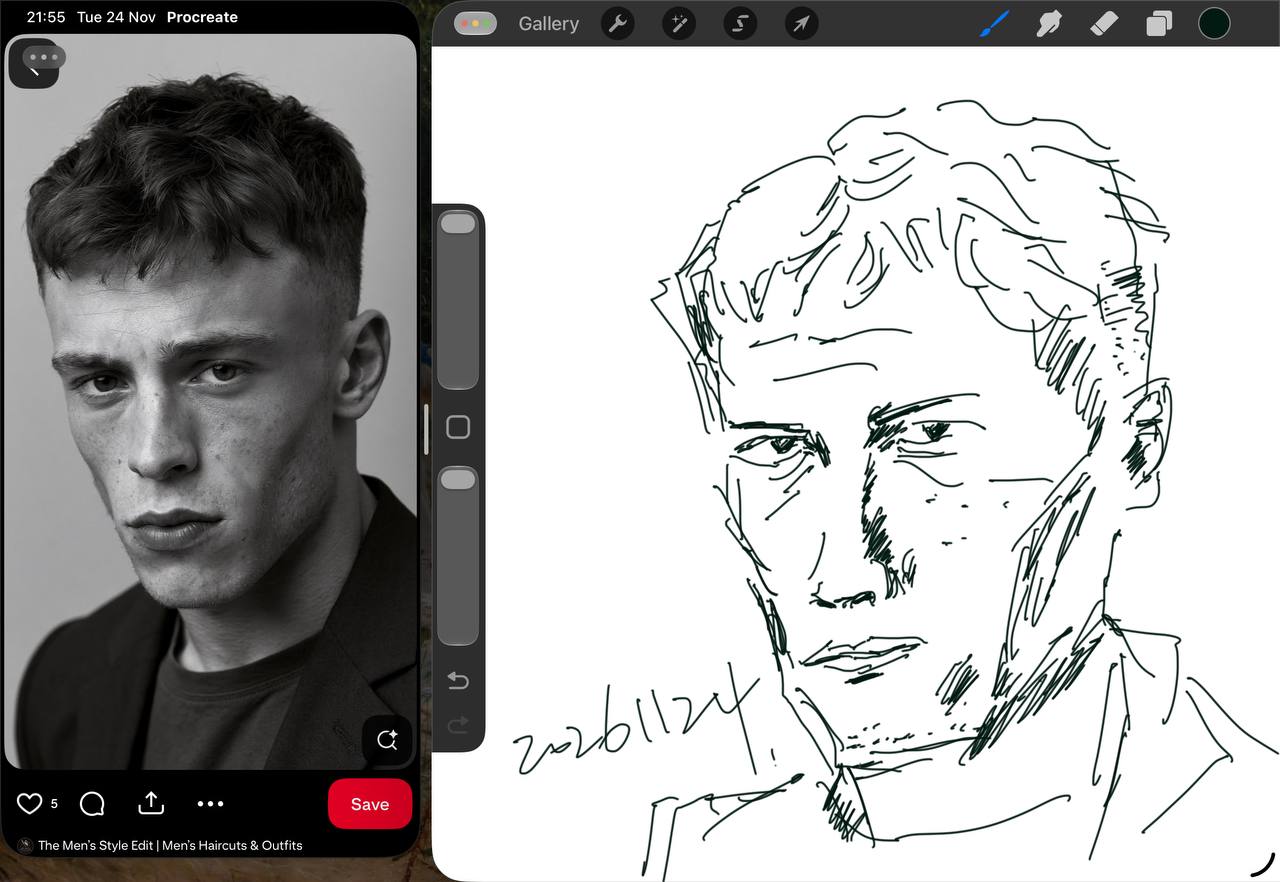 21:55 Tue 24 Nov Procreate
Gallery
20261124
5
Save
The Men's Style Edit | Men's Haircuts & Outfits